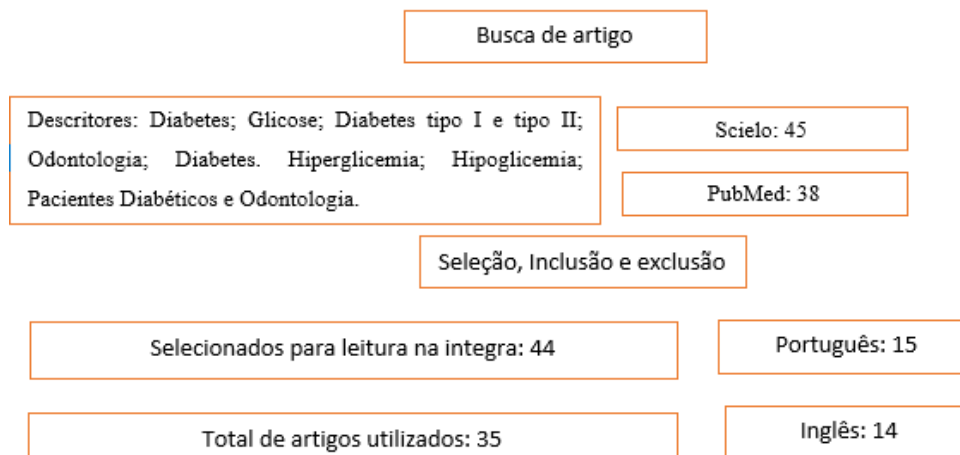 Busca de artigo
Descritores: Diabetes; Glicose; Diabetes tipo I e tipo II;
Odontologia; Diabetes. Hiperglicemia; Hipoglicemia;
Pacientes Diabéticos e Odontologia.
Scielo: 45
PubMed: 38
Seleção, Inclusão e exclusão
Selecionados para leitura na integra: 44
Português: 15
Total de artigos utilizados: 35
Inglês: 14